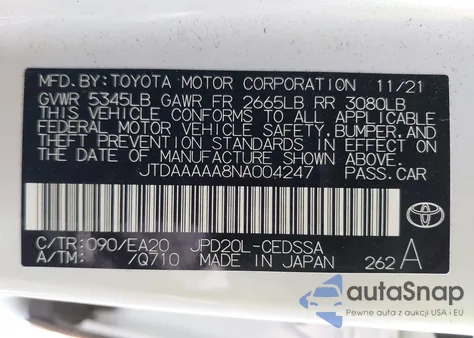 MFD. BY: TOYOTA MOTOR CORPORATION 11/21
GVWR 5345LB GAWR FR 2665LB RR 3080LB
THIS VEHICLE CONFORMS TO ALL APPLICABLE
FEDERAL MOTOR VEHICLE SAFETY, BUMPER, AND
THEFT PREVENTION STANDARDS IN EFFECT ON
THE DATE OF MANUFACTURE SHOWN ABOVE.
JTDAAAAA8NA004247 PASS. CAR
TOYOTA
C/TR: 090/EA20 JPD20L-CEDSSA
A/TM: /Q710 MADE IN JAPAN 262 A
autaSnap
Pewne auta z aukcji USA i EU